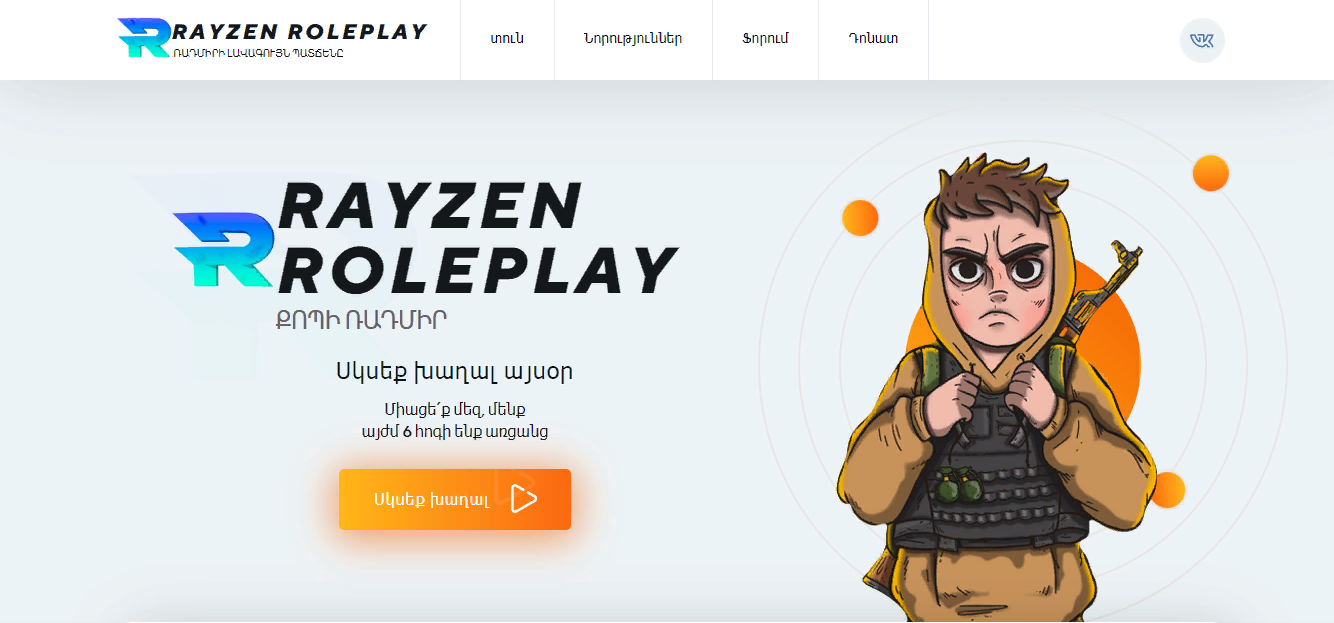 RAYZEN ROLEPLAY
ՌԱԴՄԻՐԻ ԼԱՎԱԳՈՒՅՆ ՊԱՏՃԵՆԸ
տուն
Նորություններ
Ֆորում
Դոնատ
RAYZEN
ROLEPLAY
ՔՈՊԻ ՌԱԴՄԻՐ
Սկսեք խաղալ այսօր
Միացե՛ք մեզ, մենք
այժմ 6 հոգի ենք առցանց
Սկսեք խաղալ